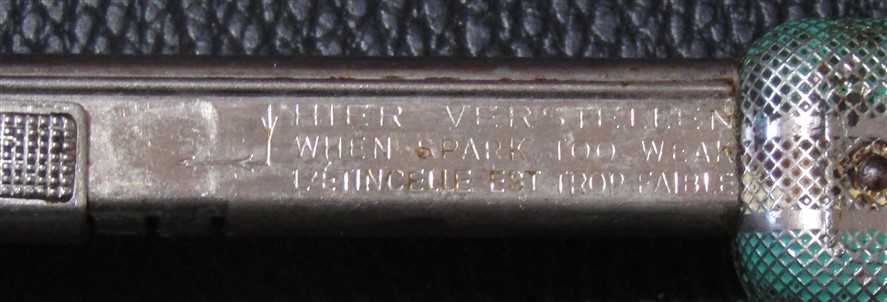 HIER VERSTELLEN
WHEN SPARK TOO WEAK
L'ÉTINCELLE EST TROP FAIBLE